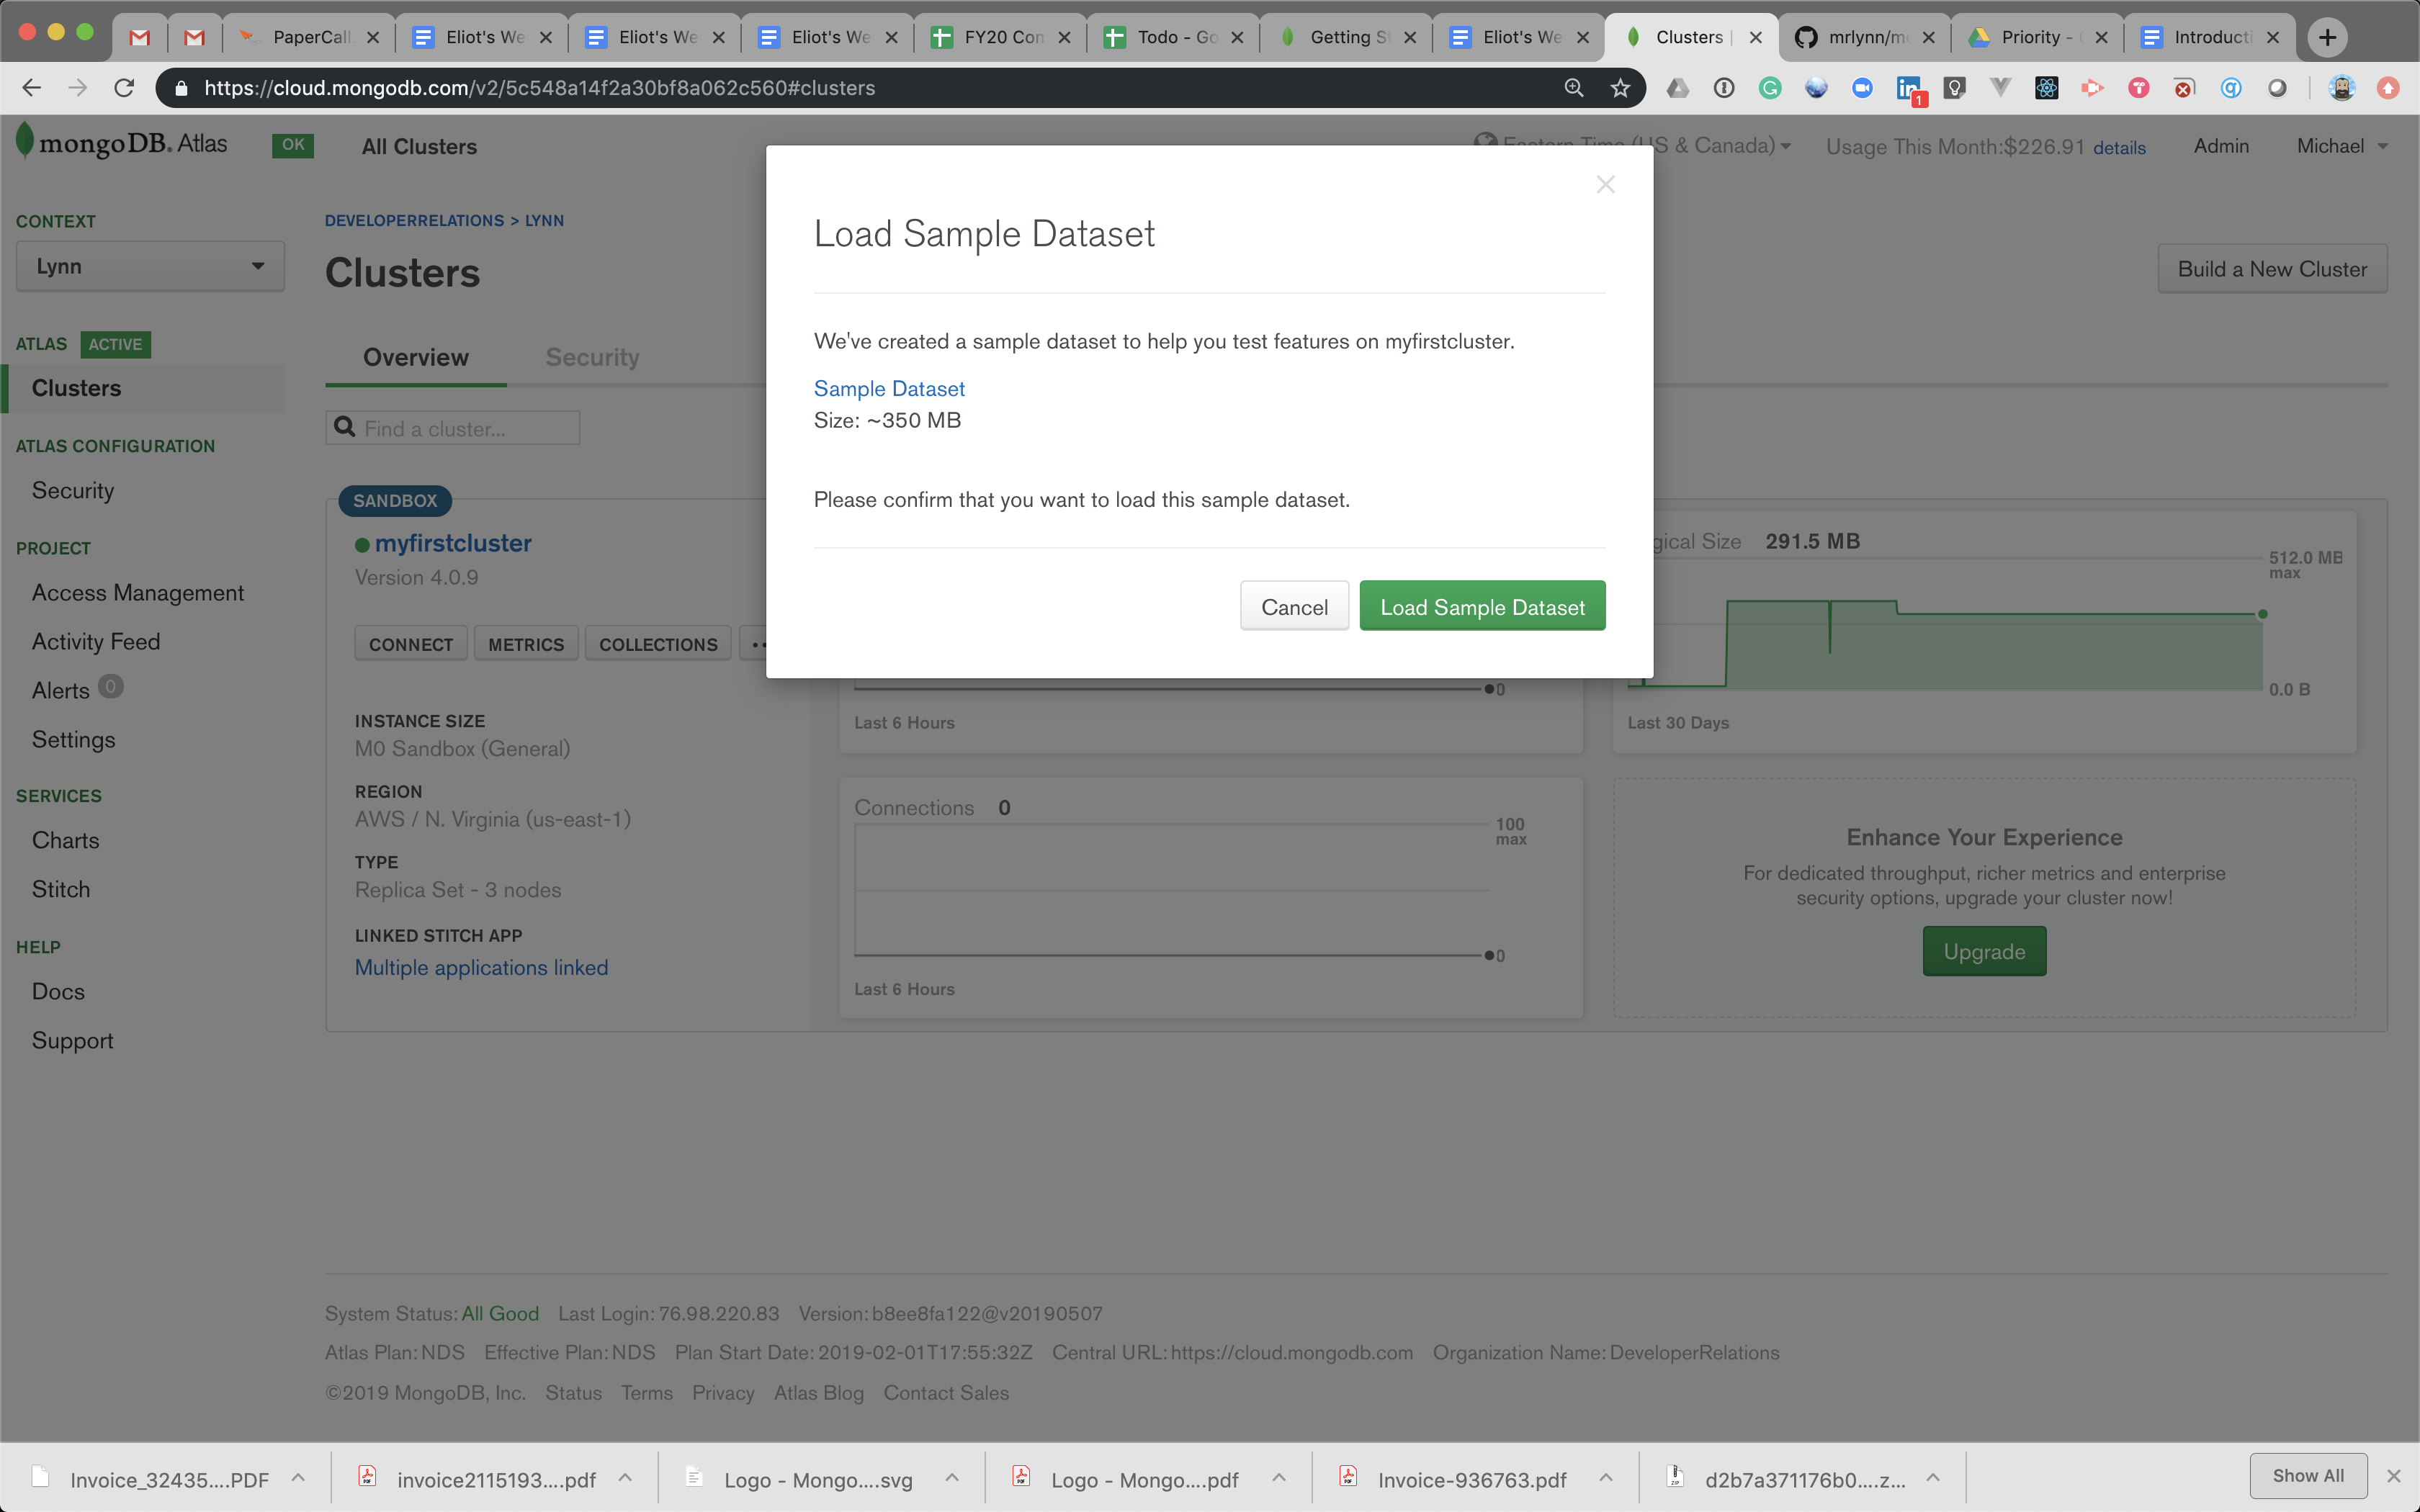 PaperCall
Eliot's We
Eliot's We
Eliot's We
FY20 Con
Todo - Go
Getting St
Eliot's We
Clusters |
mrlynn/m
Priority -
Introducti
https://cloud.mongodb.com/v2/5c548a14f2a30bf8a062c560#clusters
1
mongoDB. Atlas
OK
All Clusters
Eastern Time (US & Canada)
Usage This Month:$226.91 details
Admin
Michael
CONTEXT
Lynn
ATLAS ACTIVE
Clusters
ATLAS CONFIGURATION
Security
PROJECT
Access Management
Activity Feed
Alerts 0
Settings
SERVICES
Charts
Stitch
HELP
Docs
Support
DEVELOPERRELATIONS > LYNN
Clusters
Build a New Cluster
Overview
Security
Find a cluster...
SANDBOX
myfirstcluster
Version 4.0.9
CONNECT
METRICS
COLLECTIONS
INSTANCE SIZE
M0 Sandbox (General)
REGION
AWS / N. Virginia (us-east-1)
TYPE
Replica Set - 3 nodes
LINKED STITCH APP
Multiple applications linked
Load Sample Dataset
We've created a sample dataset to help you test features on myfirstcluster.
Sample Dataset
Size: ~350 MB
Please confirm that you want to load this sample dataset.
Cancel
Load Sample Dataset
0
Last 6 Hours
gical Size 291.5 MB
512.0 MB
max
0.0 B
Last 30 Days
Connections 0
100
max
0
Last 6 Hours
Enhance Your Experience
For dedicated throughput, richer metrics and enterprise
security options, upgrade your cluster now!
Upgrade
System Status: All Good Last Login: 76.98.220.83 Version: b8ee8fa122@v20190507
Atlas Plan: NDS Effective Plan: NDS Plan Start Date: 2019-02-01T17:55:32Z Central URL: https://cloud.mongodb.com Organization Name: DeveloperRelations
©2019 MongoDB, Inc. Status Terms Privacy Atlas Blog Contact Sales
Invoice_32435....PDF
invoice2115193....pdf
Logo - Mongo....svg
Logo - Mongo....pdf
Invoice-936763.pdf
d2b7a371176b0....z...
Show All